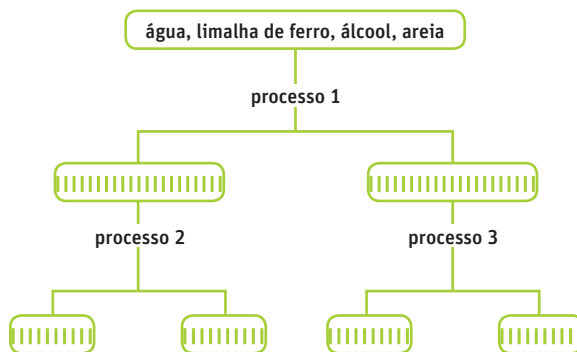 água, limalha de ferro, álcool, areia
processo 1
processo 2
processo 3